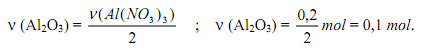 ν (Al₂O₃) = ν(Al(NO₃)₃) / 2 ; ν (Al₂O₃) = 0,2 / 2 mol = 0,1 mol.